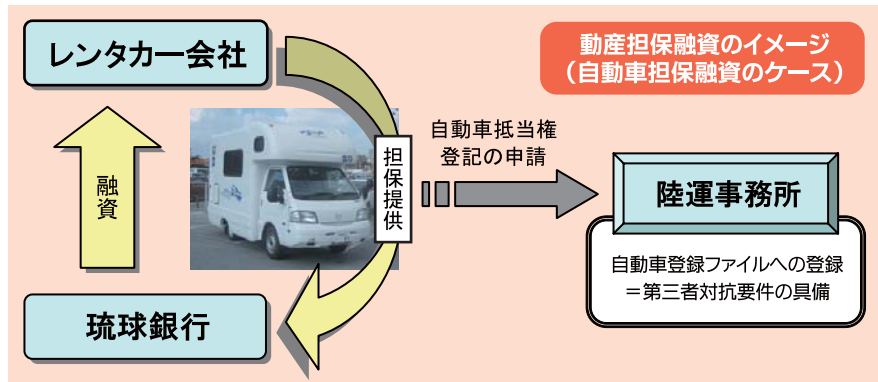 レンタカー会社
動産担保融資のイメージ
（自動車担保融資のケース）
融資
担保提供
自動車抵当権
登記の申請
陸運事務所
自動車登録ファイルへの登録
＝第三者対抗要件の具備
琉球銀行